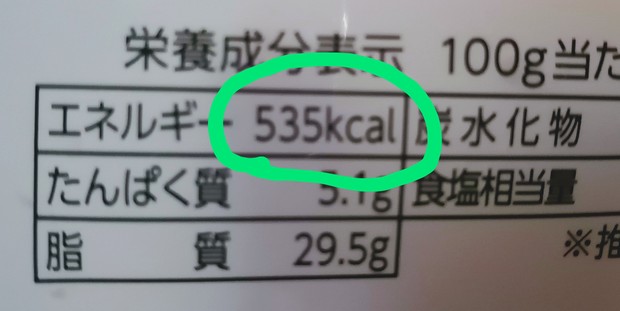 栄養成分表示 100g当た
エネルギー 535kcal 炭水化物
たんぱく質 5.1g 食塩相当量
脂質 29.5g
※推